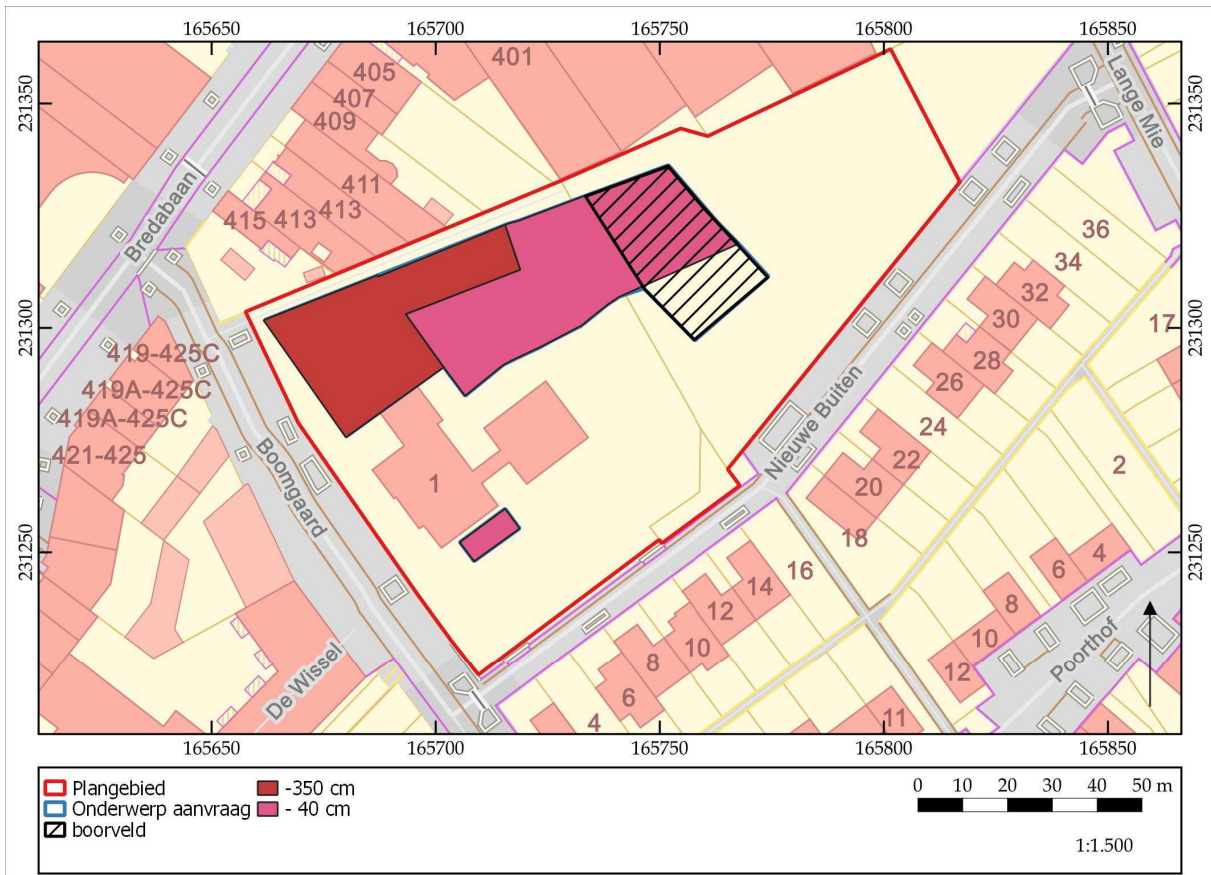 165650 165700 165750 165800 165850
231350
231300
231250
231350
231300
231250
401
405
407
409
411
413
413
415
Bredabaan
Lange Mie
36
34
32
30
28
26
24
22
20
18
17
2
419-425C
419A-425C
419A-425C
421-425
Boomgaard
Nieuwe Buiten
1
De Wissel
16
14
12
10
8
6
4
4
6
8
10
12
11
Poorthof
165650 165700 165750 165800 165850
Plangebied
Onderwerp aanvraag
boorveld
-350 cm
- 40 cm
0 10 20 30 40 50 m
1:1.500